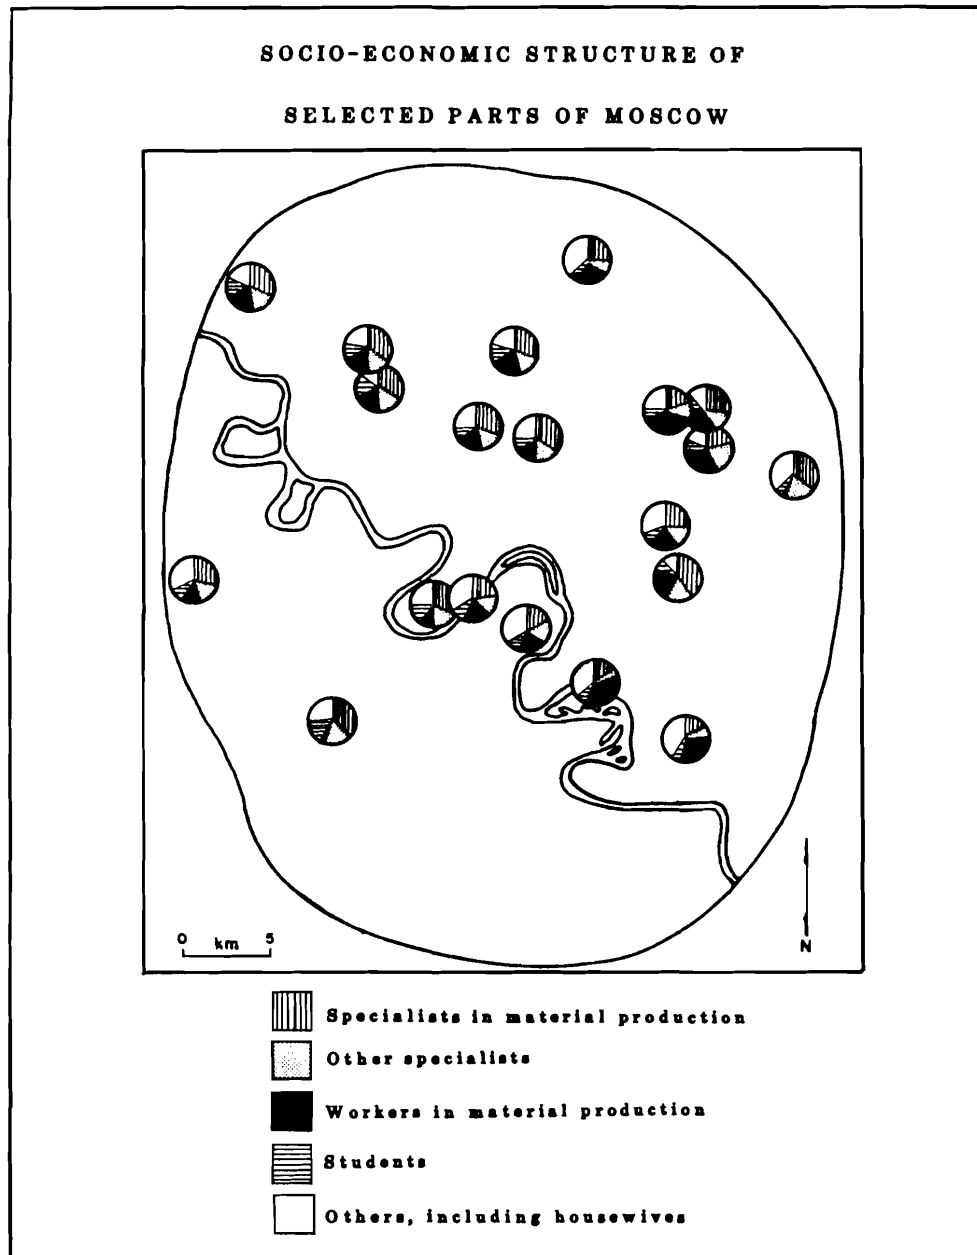 SOCIO-ECONOMIC STRUCTURE OF
SELECTED PARTS OF MOSCOW
0 km 5
N
Specialists in material production
Other specialists
Workers in material production
Students
Others, including housewives